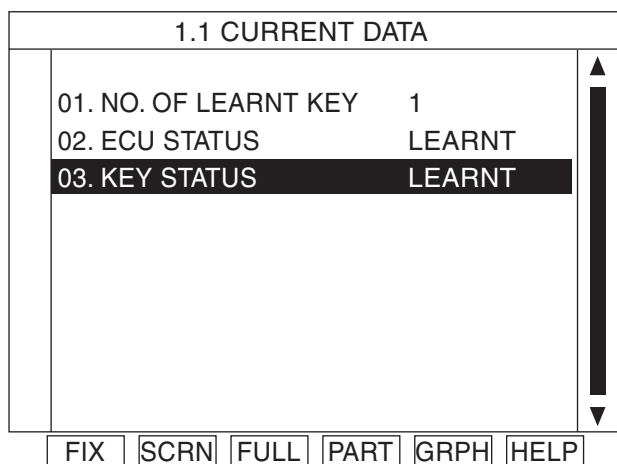 1.1 CURRENT DATA
01. NO. OF LEARNT KEY 1
02. ECU STATUS LEARNT
03. KEY STATUS LEARNT
FIX SCRN FULL PART GRPH HELP